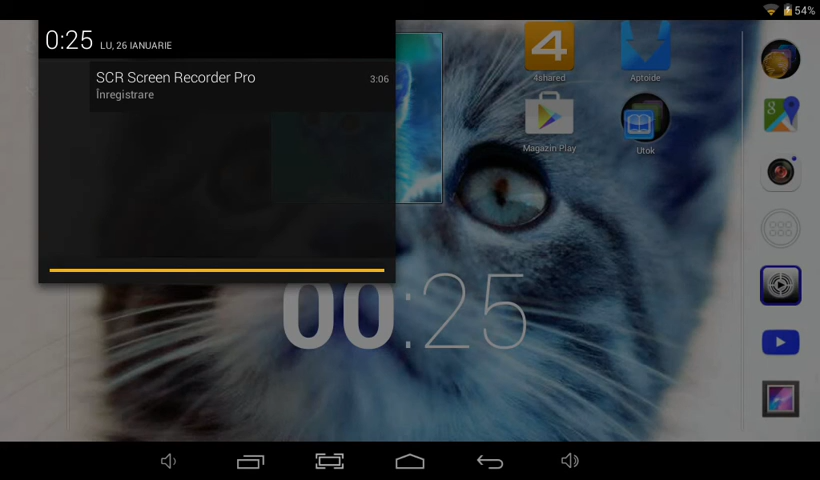 54%
0:25 LU, 26 IANUARIE
SCR Screen Recorder Pro
3:06
Înregistrare
4shared
Aptoide
Magazin Play
Utok
00:25